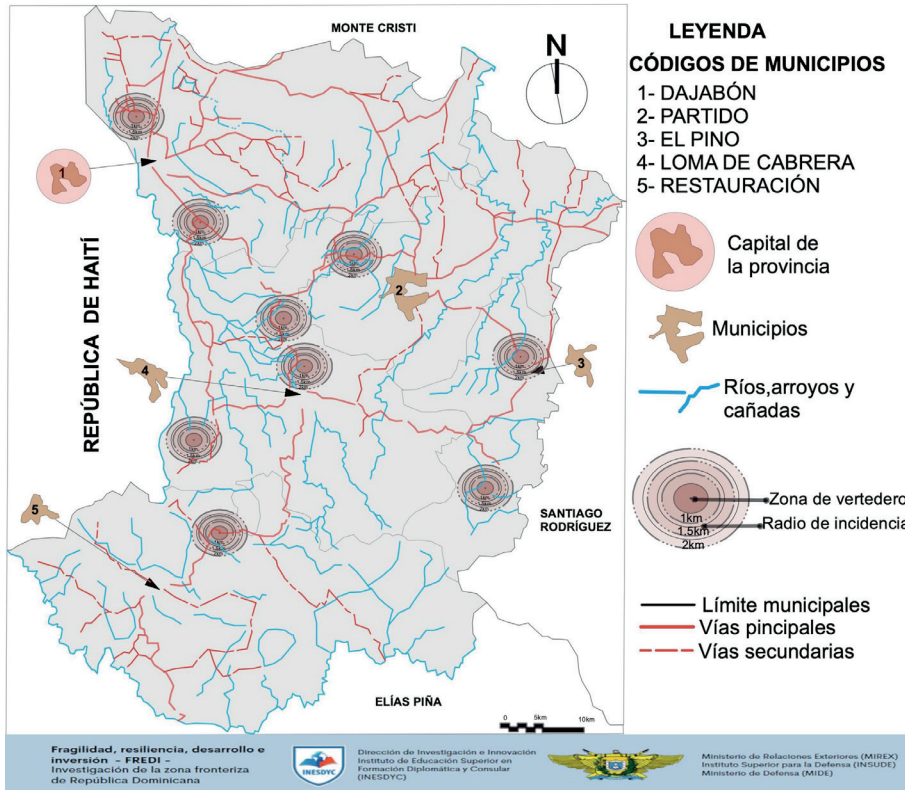 MONTE CRISTI
N
REPÚBLICA DE HAITÍ
1
2
3
4
5
SANTIAGO
RODRÍGUEZ
ELÍAS PIÑA
0 5km 10km
LEYENDA
CÓDIGOS DE MUNICIPIOS
1- DAJABÓN
2- PARTIDO
3- EL PINO
4- LOMA DE CABRERA
5- RESTAURACIÓN
Capital de
la provincia
Municipios
Ríos,arroyos y
cañadas
Zona de vertedero
Radio de incidencia
1km
1.5km
2km
Límite municipales
Vías pincipales
Vías secundarias
Fragilidad, resiliencia, desarrollo e
inversión - FREDI -
Investigación de la zona fronteriza
de República Dominicana
INESDYC
Dirección de Investigación e Innovación
Instituto de Educación Superior en
Formación Diplomática y Consular
(INESDYC)
Ministerio de Relaciones Exteriores (MIREX)
Instituto Superior para la Defensa (INSUDE)
Ministerio de Defensa (MIDE)